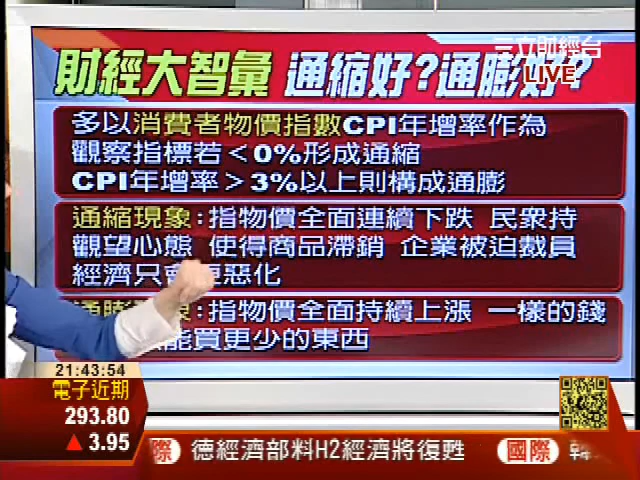 三立財經台
LIVE
財經大智彙 通縮好?通膨好?
多以消費者物價指數CPI年增率作為
觀察指標若＜0%形成通縮
CPI年增率＞3%以上則構成通膨
通縮現象:指物價全面連續下跌 民眾持
觀望心態 使得商品滯銷 企業被迫裁員
經濟只會更惡化
象:指物價全面持續上漲 一樣的錢
能買更少的東西
21:43:54
電子近期
293.80
▲3.95
際 德經濟部料H2經濟將復甦 國際